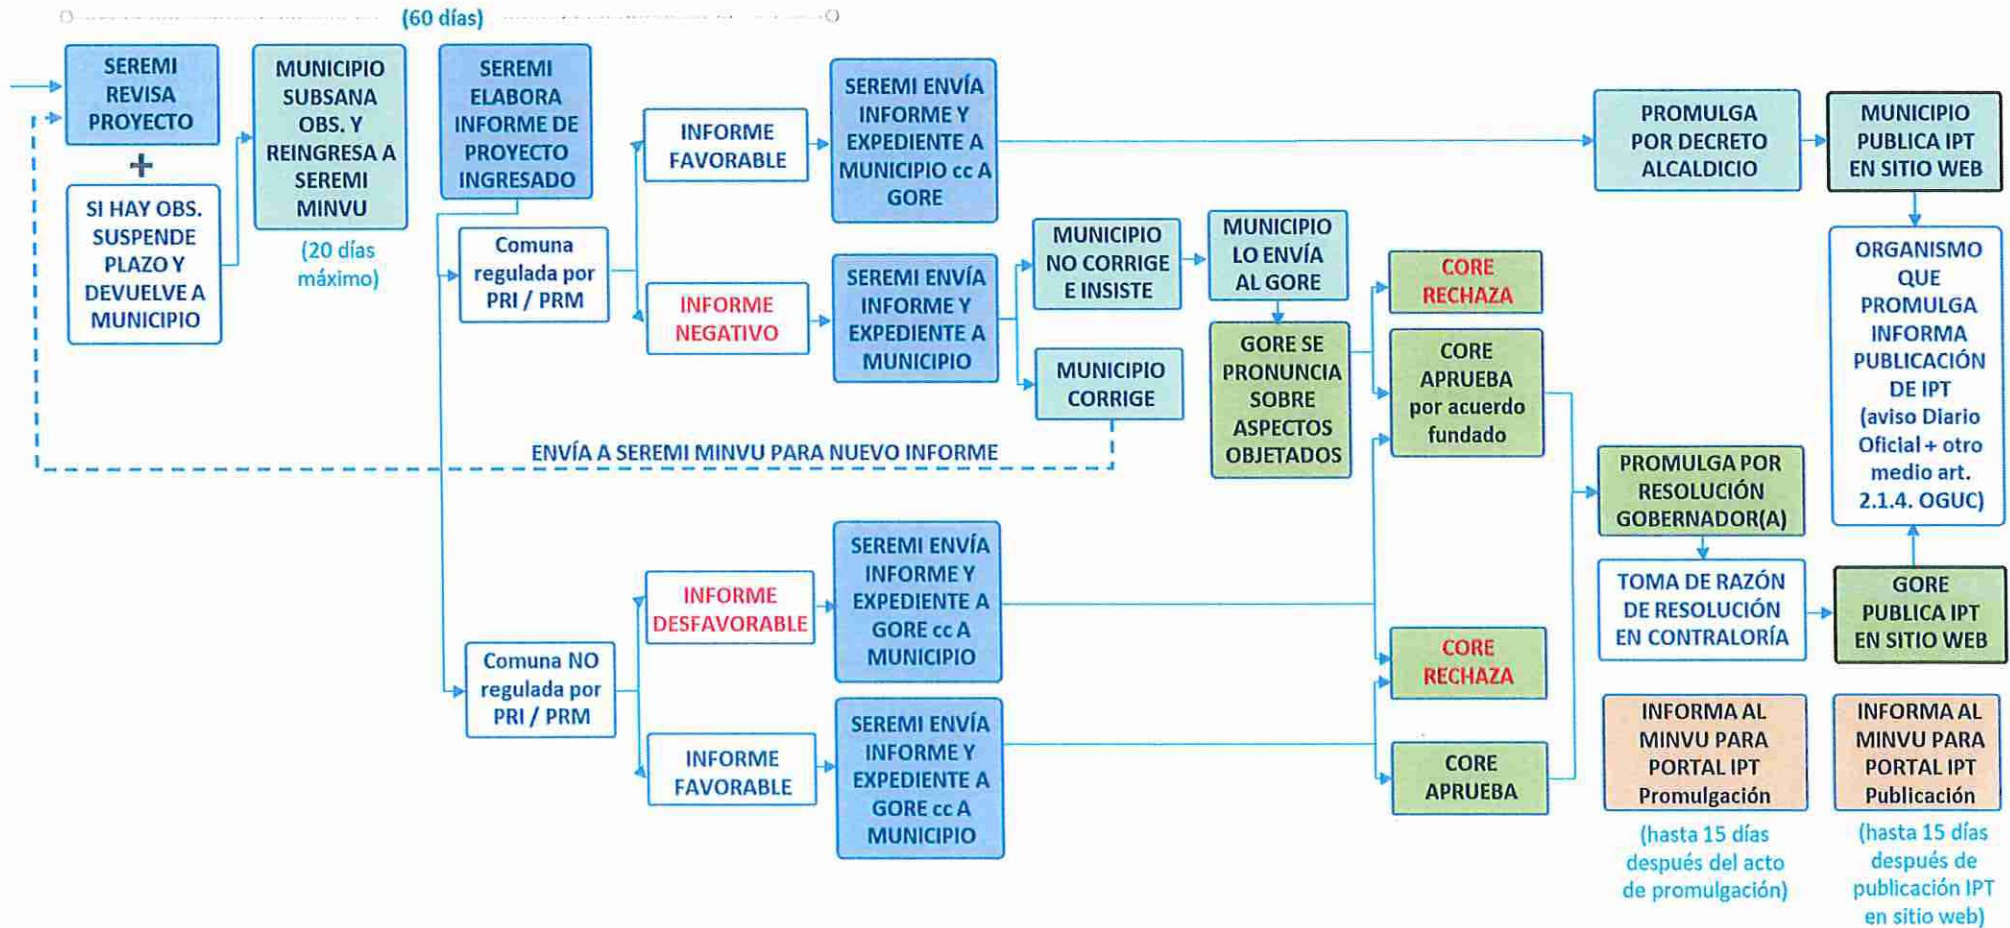 (60 días)
SEREMI
REVISA
PROYECTO
+
SI HAY OBS.
SUSPENDE
PLAZO Y
DEVUELVE A
MUNICIPIO
MUNICIPIO
SUBSANA
OBS. Y
REINGRESA A
SEREMI
MINVU
(20 días
máximo)
SEREMI
ELABORA
INFORME DE
PROYECTO
INGRESADO
Comuna
regulada por
PRI / PRM
INFORME
FAVORABLE
INFORME
NEGATIVO
SEREMI ENVÍA
INFORME Y
EXPEDIENTE A
MUNICIPIO cc A
GORE
SEREMI ENVÍA
INFORME Y
EXPEDIENTE A
MUNICIPIO
MUNICIPIO
NO CORRIGE
E INSISTE
MUNICIPIO
CORRIGE
ENVÍA A SEREMI MINVU PARA NUEVO INFORME
MUNICIPIO
LO ENVÍA
AL GORE
GORE SE
PRONUNCIA
SOBRE
ASPECTOS
OBJETADOS
CORE
RECHAZA
CORE
APRUEBA
por acuerdo
fundado
Comuna NO
regulada por
PRI / PRM
INFORME
DESFAVORABLE
INFORME
FAVORABLE
SEREMI ENVÍA
INFORME Y
EXPEDIENTE A
GORE cc A
MUNICIPIO
SEREMI ENVÍA
INFORME Y
EXPEDIENTE A
GORE cc A
MUNICIPIO
CORE
RECHAZA
CORE
APRUEBA
PROMULGA
POR DECRETO
ALCALDICIO
MUNICIPIO
PUBLICA IPT
EN SITIO WEB
ORGANISMO
QUE
PROMULGA
INFORMA
PUBLICACIÓN
DE IPT
(aviso Diario
Oficial + otro
medio art.
2.1.4. OGUC)
PROMULGA POR
RESOLUCIÓN
GOBERNADOR(A)
TOMA DE RAZÓN
DE RESOLUCIÓN
EN CONTRALORÍA
GORE
PUBLICA IPT
EN SITIO WEB
INFORMA AL
MINVU PARA
PORTAL IPT
Promulgación
(hasta 15 días
después del acto
de promulgación)
INFORMA AL
MINVU PARA
PORTAL IPT
Publicación
(hasta 15 días
después de
publicación IPT
en sitio web)